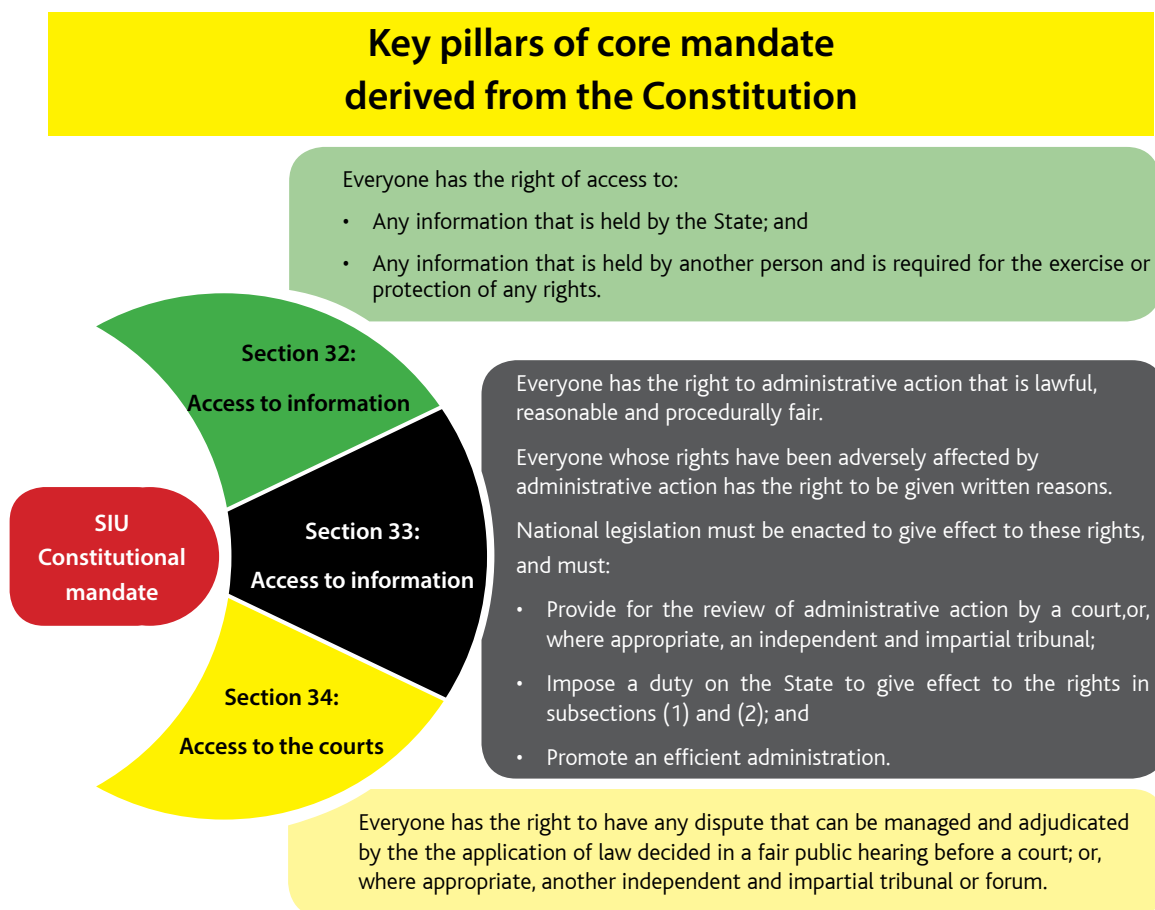 Key pillars of core mandate
derived from the Constitution
Everyone has the right of access to:
• Any information that is held by the State; and
• Any information that is held by another person and is required for the exercise or
protection of any rights.
Section 32:
Access to information
Everyone has the right to administrative action that is lawful,
reasonable and procedurally fair.
Everyone whose rights have been adversely affected by
administrative action has the right to be given written reasons.
National legislation must be enacted to give effect to these rights,
and must:
• Provide for the review of administrative action by a court,or,
where appropriate, an independent and impartial tribunal;
• Impose a duty on the State to give effect to the rights in
subsections (1) and (2); and
• Promote an efficient administration.
SIU
Constitutional
mandate
Section 33:
Access to information
Section 34:
Access to the courts
Everyone has the right to have any dispute that can be managed and adjudicated
by the the application of law decided in a fair public hearing before a court; or,
where appropriate, another independent and impartial tribunal or forum.